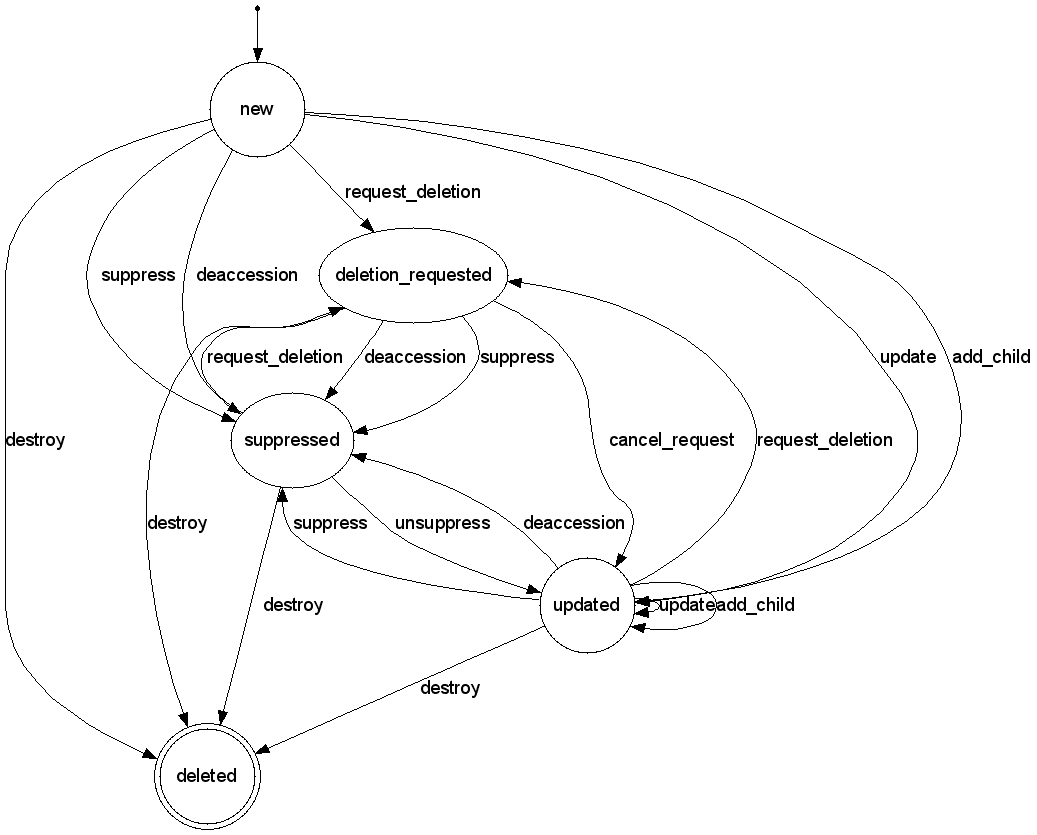 new
request_deletion
suppress
deaccession
deletion_requested
request_deletion
deaccession
suppress
update
add_child
destroy
suppressed
cancel_request
request_deletion
destroy
suppress
unsuppress
deaccession
destroy
updated
update
add_child
destroy
deleted